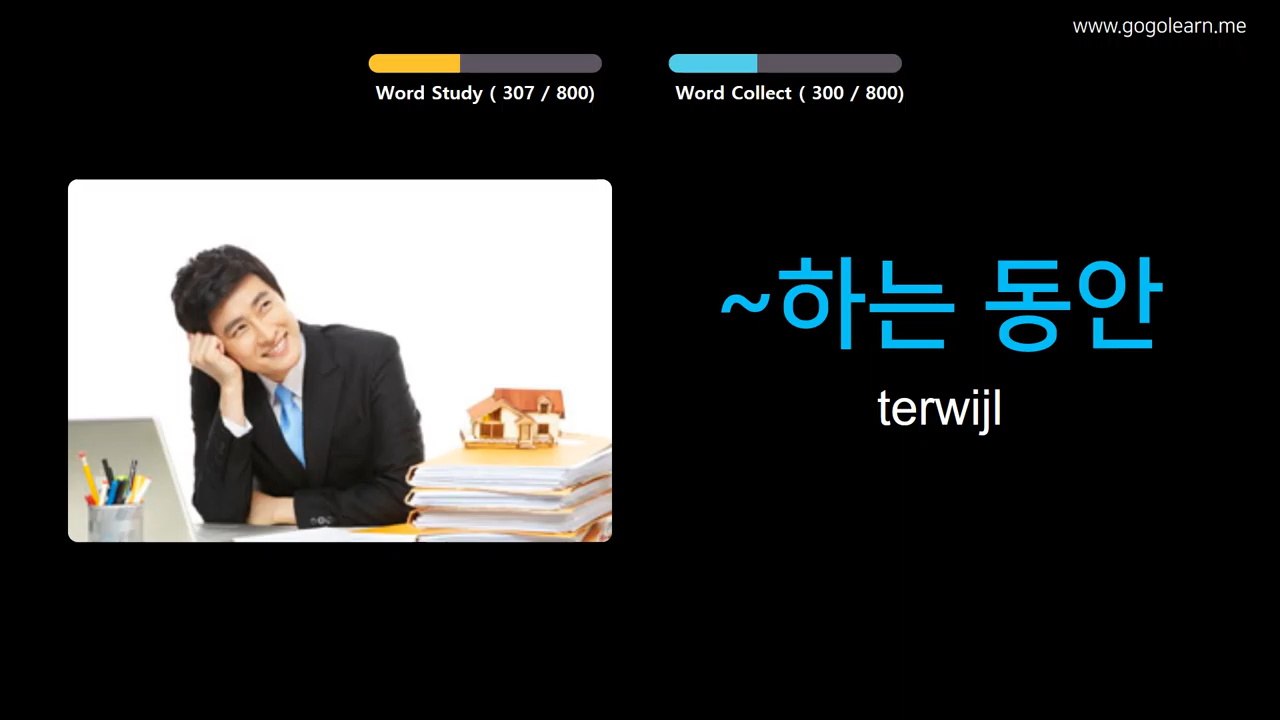 www.gogolearn.me
Word Study ( 307 / 800)
Word Collect ( 300 / 800)
~하는 동안
terwijl